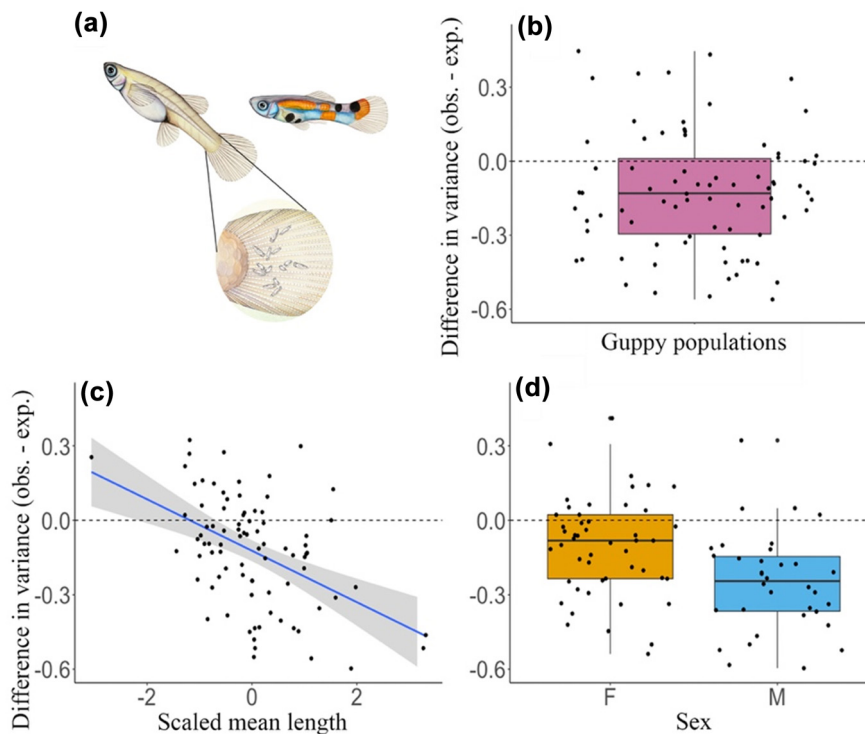 (a)
(b)
Difference in variance (obs. - exp.)
0.3
0.0
-0.3
-0.6
Guppy populations
(c)
Difference in variance (obs. - exp.)
0.3
0.0
-0.3
-0.6
-2
0
2
Scaled mean length
(d)
Difference in variance (obs. - exp.)
0.3
0.0
-0.3
-0.6
F
M
Sex